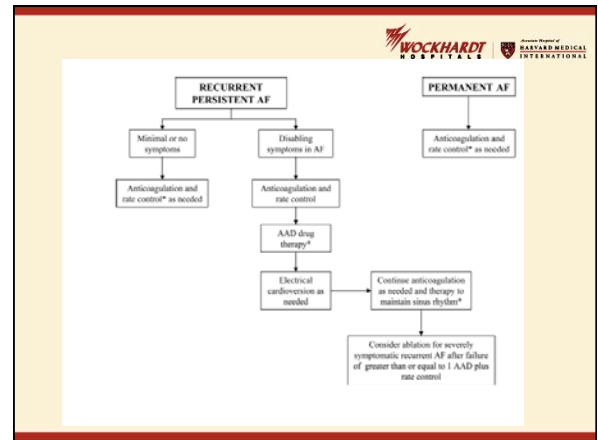 WOCKHARDT
HOSPITALS
Associate Hospital of
HARVARD MEDICAL
INTERNATIONAL
RECURRENT
PERSISTENT AF
PERMANENT AF
Minimal or no
symptoms
Disabling
symptoms in AF
Anticoagulation and
rate control* as needed
Anticoagulation and
rate control* as needed
Anticoagulation and
rate control
AAD drug
therapy*
Electrical
cardioversion as
needed
Continue anticoagulation
as needed and therapy to
maintain sinus rhythm*
Consider ablation for severely
symptomatic recurrent AF after failure
of greater than or equal to 1 AAD plus
rate control